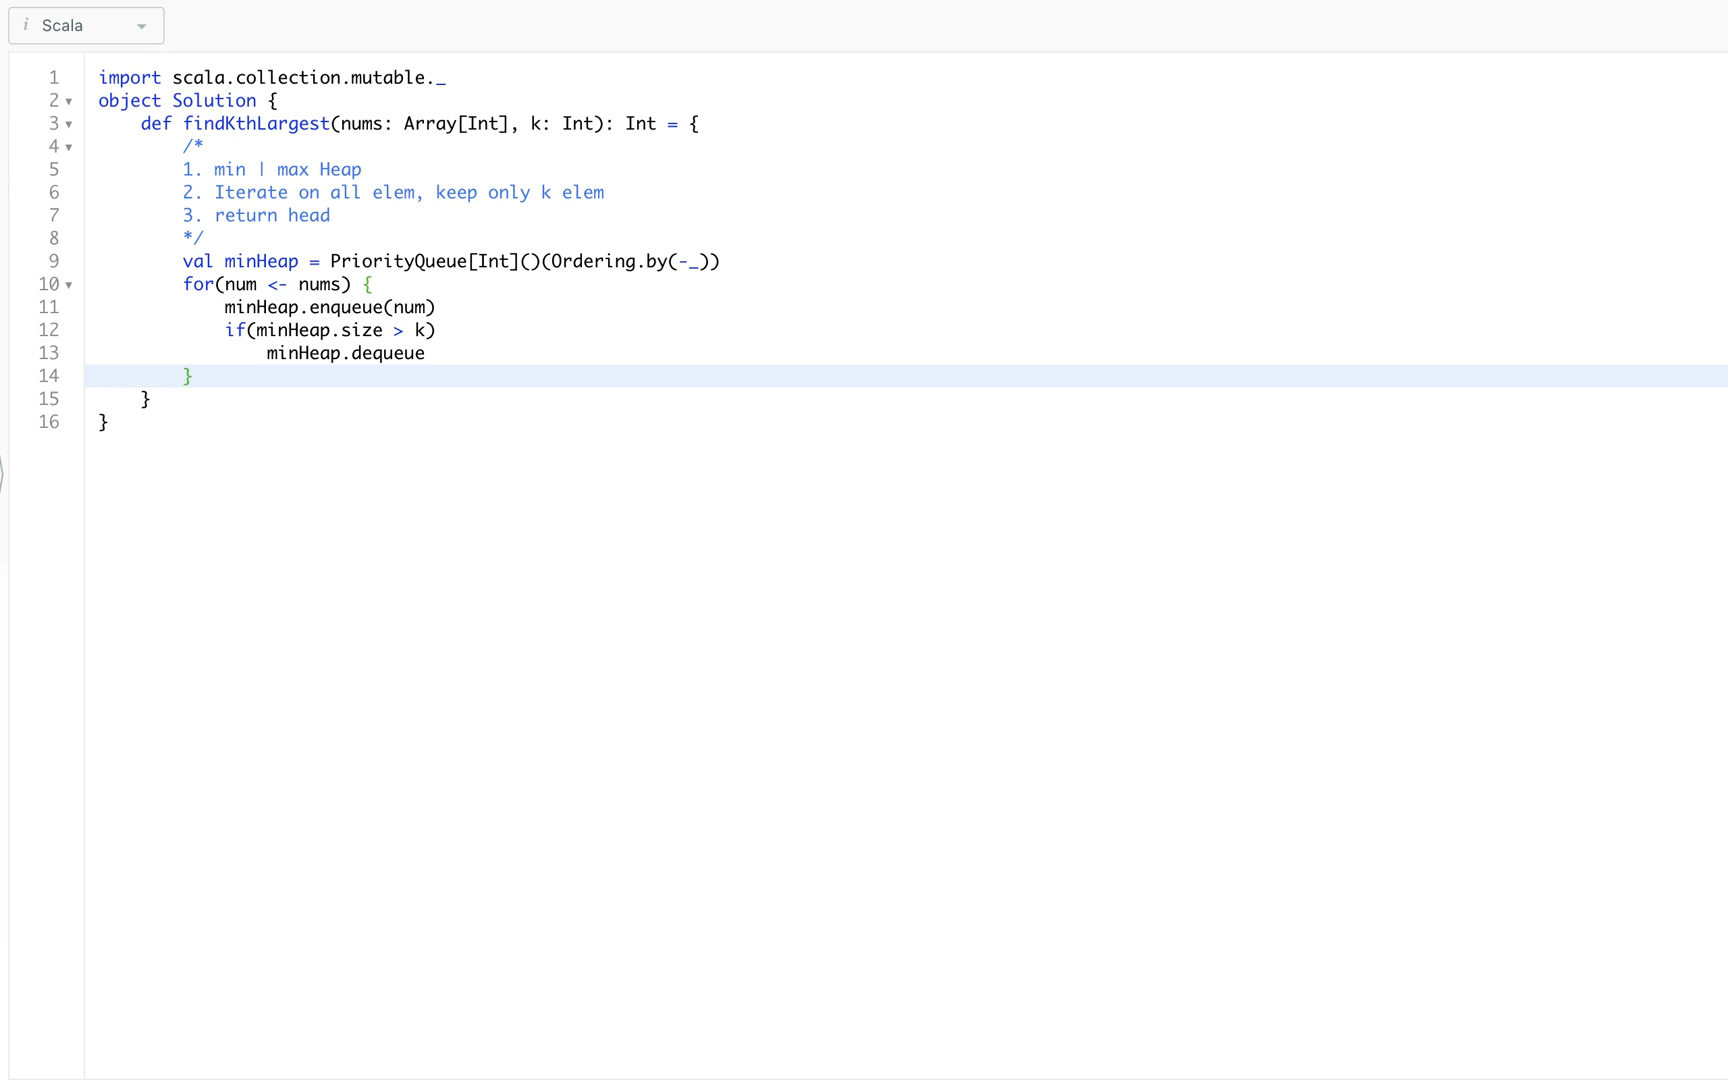 i Scala
1 import scala.collection.mutable._
2 object Solution {
3 def findKthLargest(nums: Array[Int], k: Int): Int = {
4 /*
5 1. min | max Heap
6 2. Iterate on all elem, keep only k elem
7 3. return head
8 */
9 val minHeap = PriorityQueue[Int]()(Ordering.by(-_))
10 for(num <- nums) {
11 minHeap.enqueue(num)
12 if(minHeap.size > k)
13 minHeap.dequeue
14 }
15 }
16 }